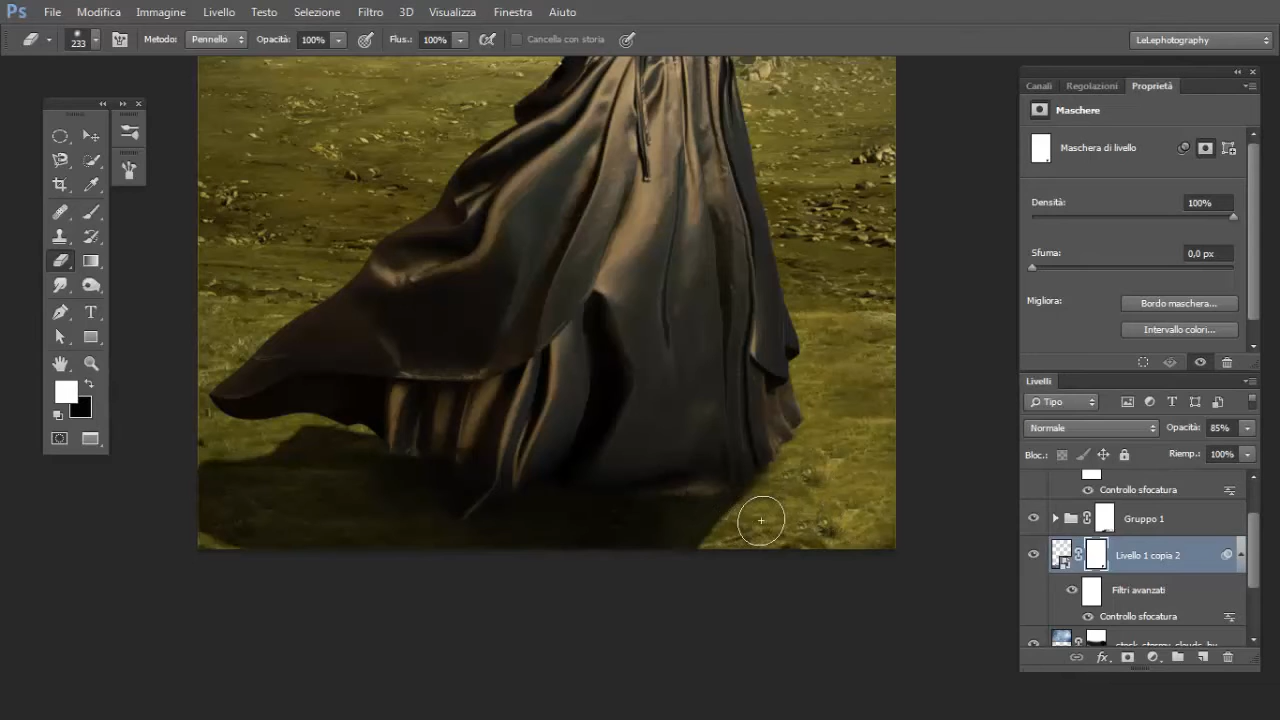 Ps File Modifica Immagine Livello Testo Selezione Filtro 3D Visualizza Finestra Aiuto
233 Metodo: Pennello Opacità: 100% Flus.: 100% Cancella con storia LeLephotography
Canali Regolazioni Proprietà
Maschere
Maschera di livello
Densità: 100%
Sfuma: 0,0 px
Migliora: Bordo maschera...
Intervallo colori...
Livelli
Tipo
Normale Opacità: 85%
Bloc.: Riemp.: 100%
Controllo sfocatura
Gruppo 1
Livello 1 copia 2
Filtri avanzati
Controllo sfocatura